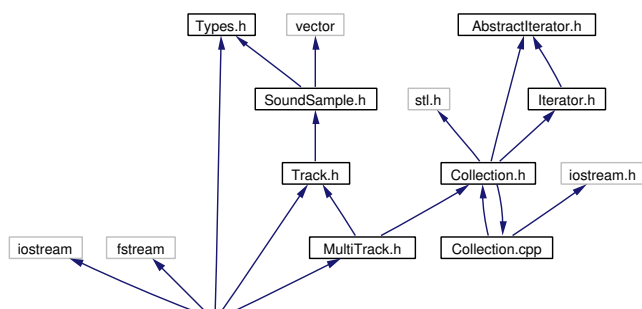 Types.h
vector
AbstractIterator.h
SoundSample.h
stl.h
Iterator.h
Track.h
Collection.h
iostream.h
iostream
fstream
MultiTrack.h
Collection.cpp